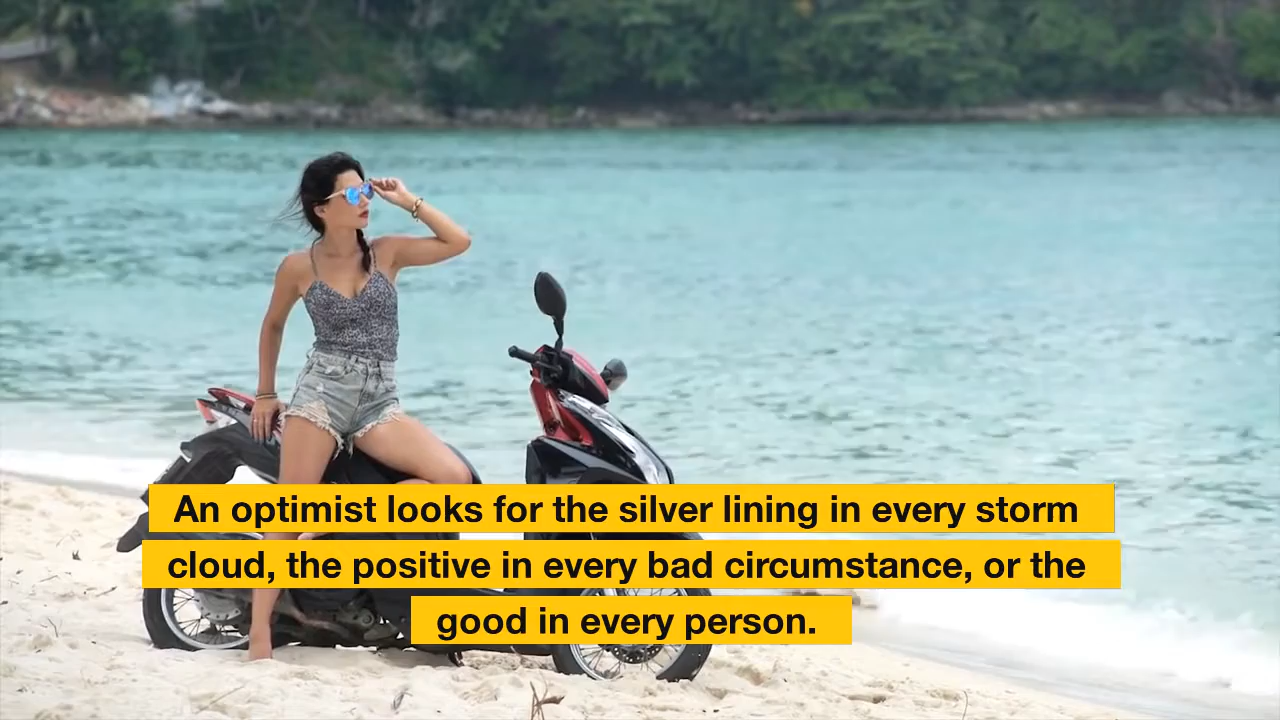 An optimist looks for the silver lining in every storm
cloud, the positive in every bad circumstance, or the
good in every person.